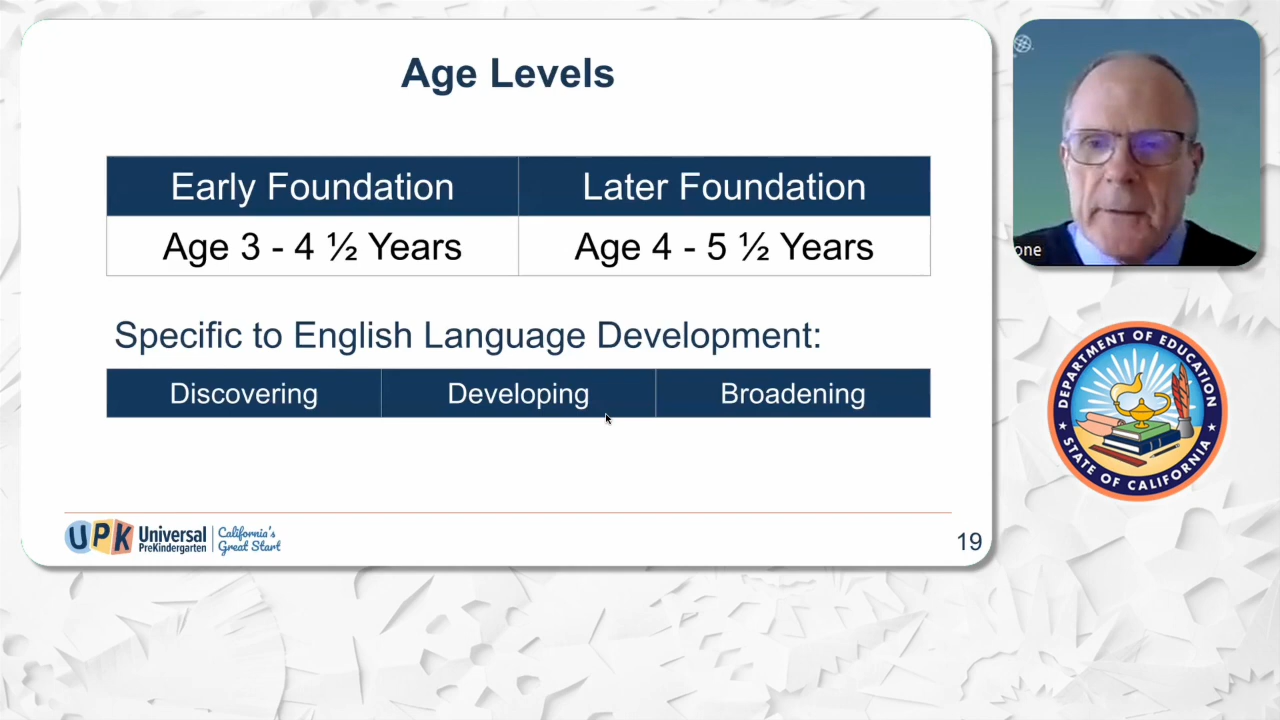 Age Levels
Early Foundation
Later Foundation
Age 3 - 4 ½ Years
Age 4 - 5 ½ Years
Specific to English Language Development:
Discovering
Developing
Broadening
UPK
Universal
PreKindergarten
California's
Great Start
19
one
DEPARTMENT OF EDUCATION
STATE OF CALIFORNIA